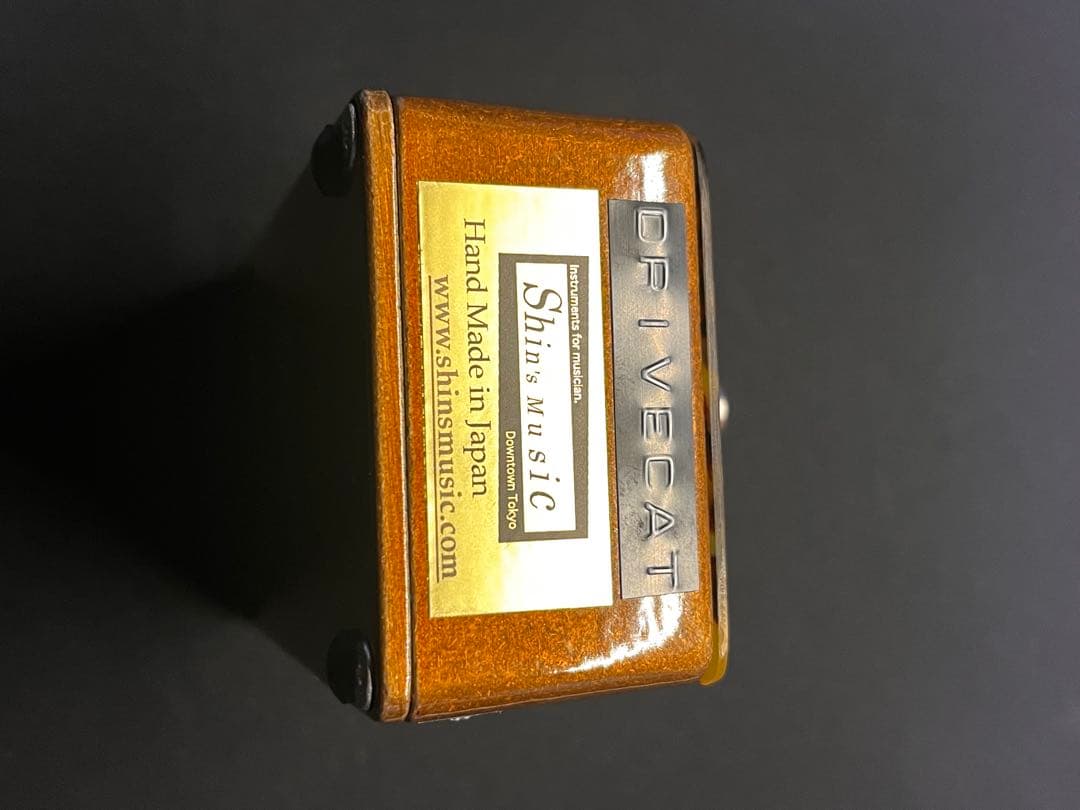 DRIVECAT
Instruments for musician.
Shin's Music
Downtown Tokyo
Hand Made in Japan
www.shinsmusic.com